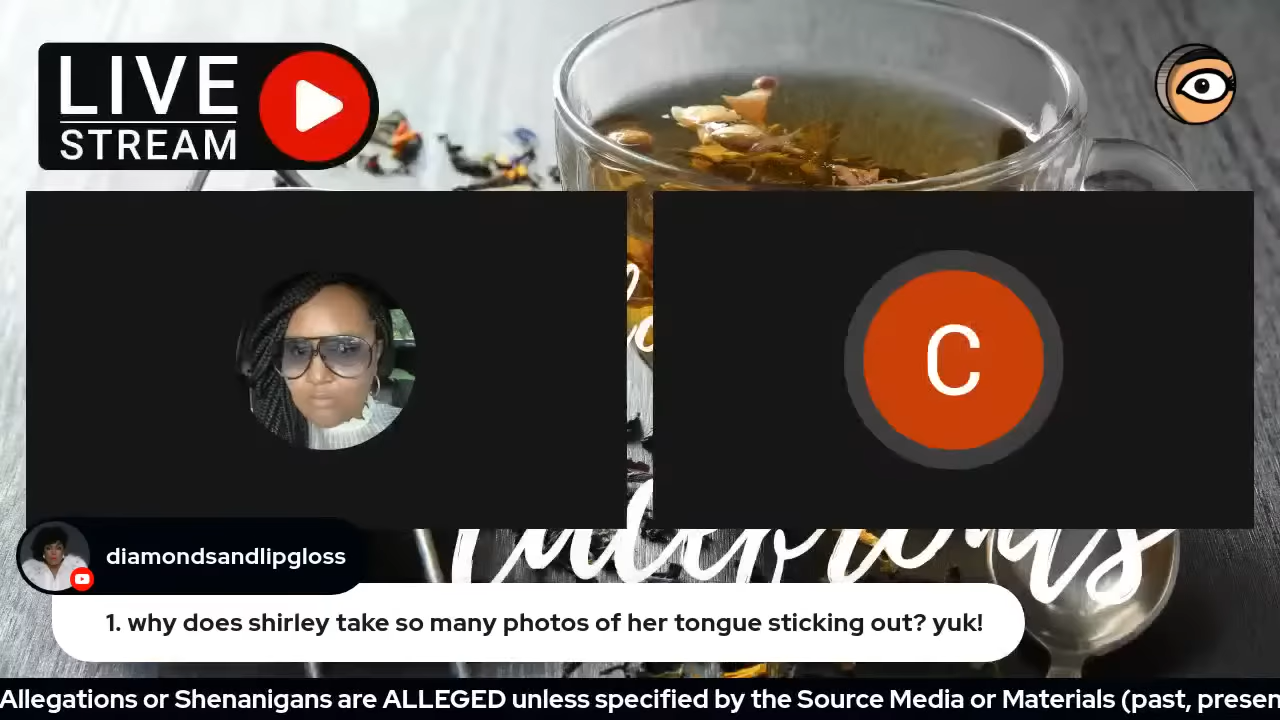 LIVE
STREAM
C
diamondsandlipgloss
1. why does shirley take so many photos of her tongue sticking out? yuk!
Allegations or Shenanigans are ALLEGED unless specified by the Source Media or Materials (past, presen